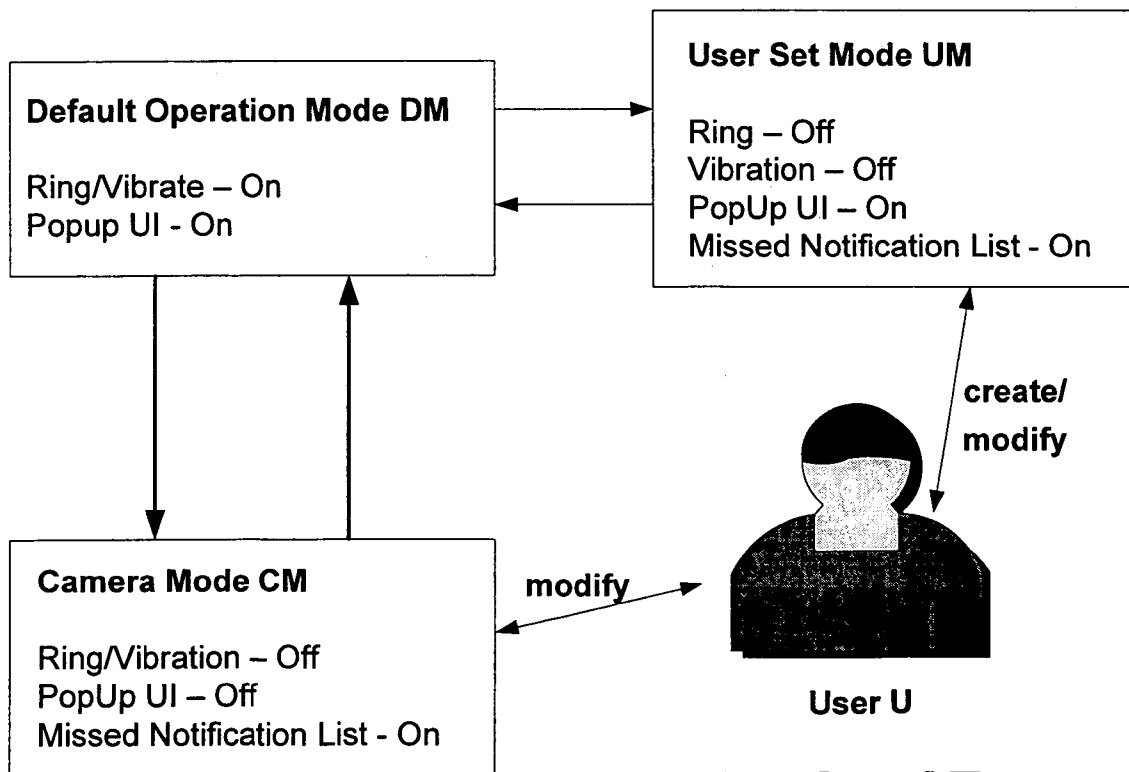 Default Operation Mode DM
Ring/Vibrate – On
Popup UI - On
User Set Mode UM
Ring – Off
Vibration – Off
PopUp UI – On
Missed Notification List - On
create/
modify
Camera Mode CM
Ring/Vibration – Off
PopUp UI – Off
Missed Notification List - On
modify
User U